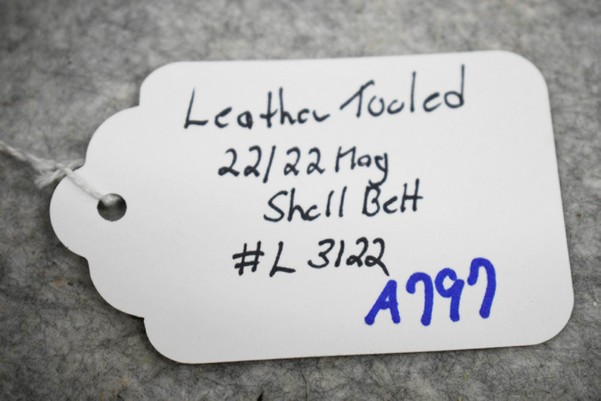 Leather Tooled
22/22 Mag
Shell Belt
#L 3122
A797